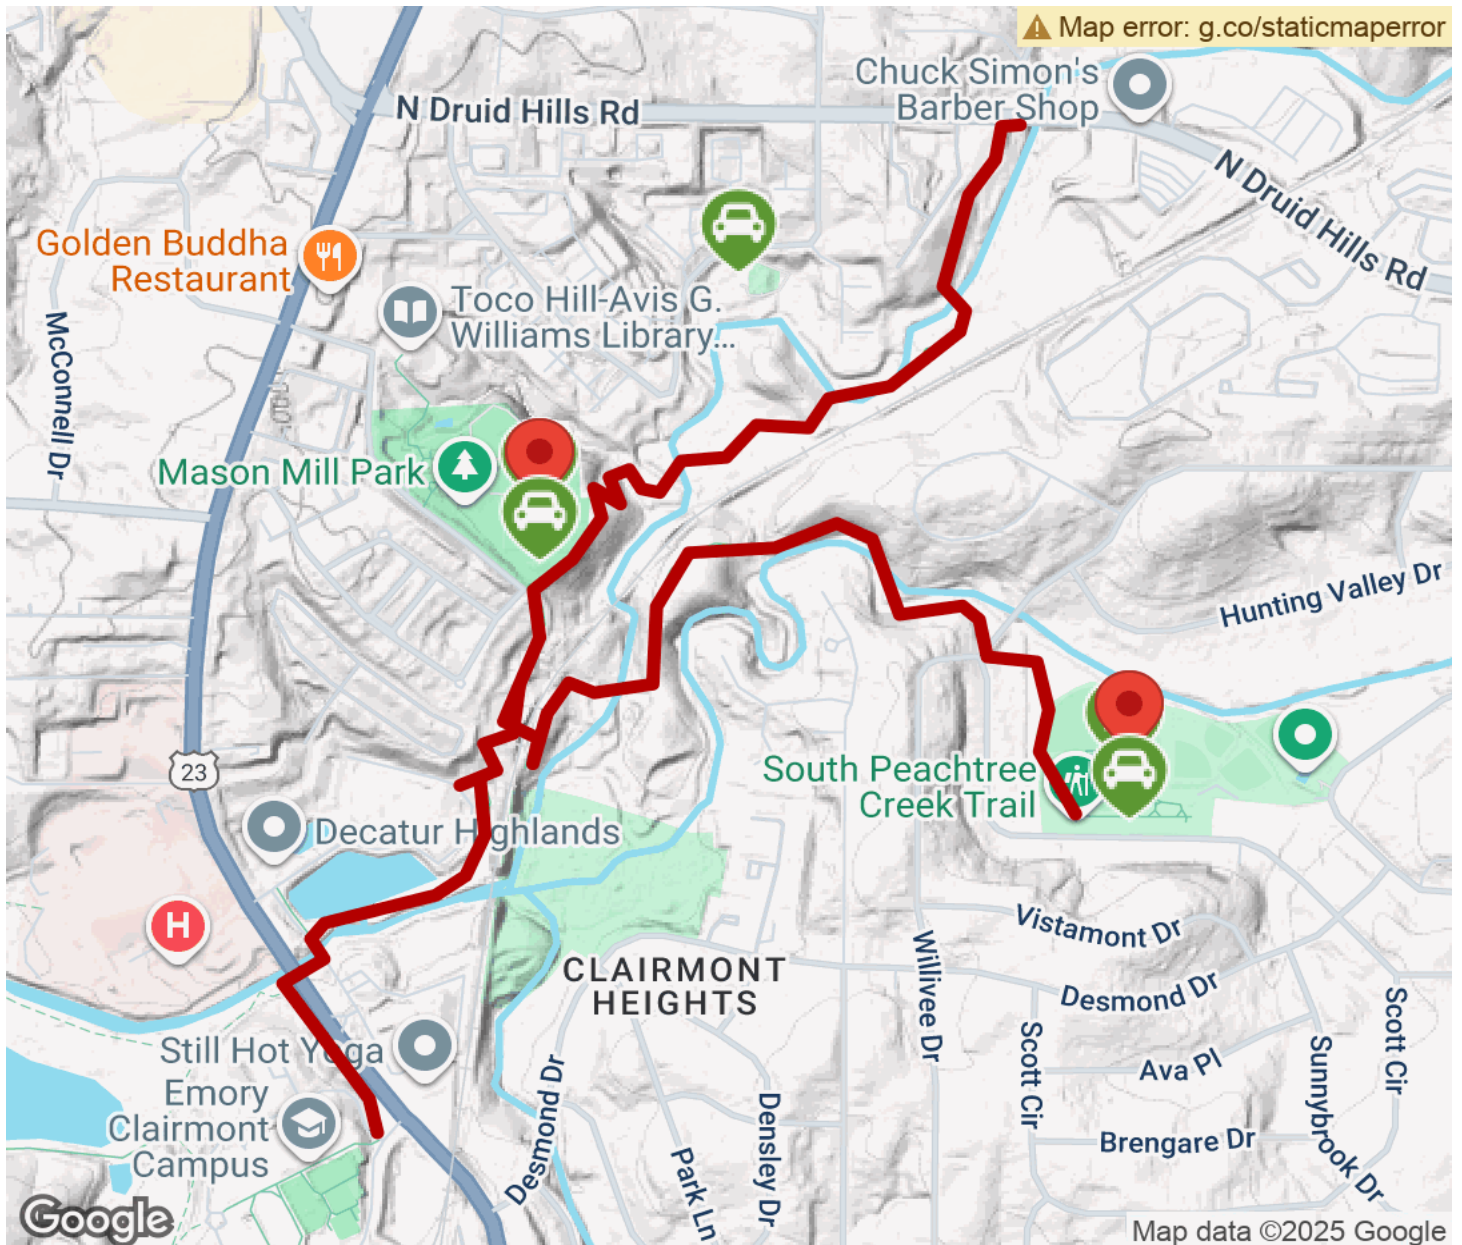 Map error: g.co/staticmaperror
Chuck Simon's
Barber Shop
N Druid Hills Rd
N Druid Hills Rd
Golden Buddha
Restaurant
Toco Hill-Avis G.
Williams Library...
McConnell Dr
Mason Mill Park
Hunting Valley Dr
South Peachtree
Creek Trail
23
Decatur Highlands
H
Vistamont Dr
Willivee Dr
CLAIRMONT
HEIGHTS
Desmond Dr
Scott Cir
Scott Cir
Sunnybrook Dr
Ava Pl
Still Hot Yoga
Emory
Clairmont
Campus
Desmond Dr
Densley Dr
Park Ln
Brengare Dr
Google
Map data ©2025 Google